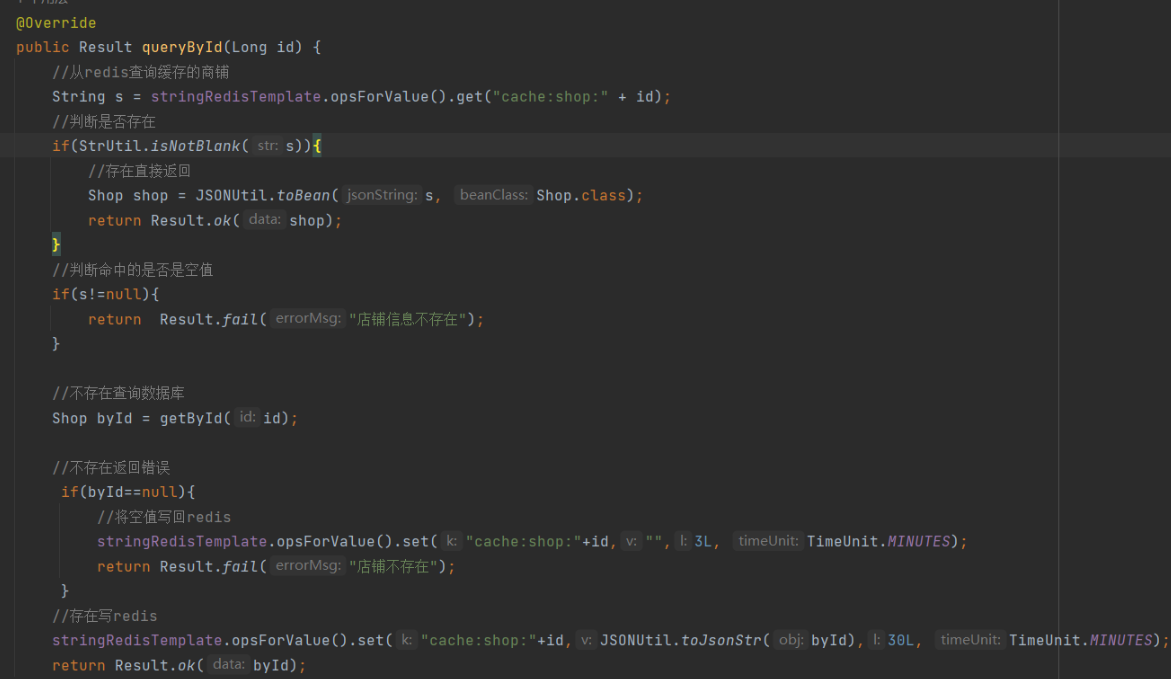 @Override
public Result queryById(Long id) {
//从redis查询缓存的商铺
String s = stringRedisTemplate.opsForValue().get("cache:shop:" + id);
//判断是否存在
if(StrUtil.isNotBlank( str: s)){
//存在直接返回
Shop shop = JSONUtil.toBean( jsonString: s, beanClass: Shop.class);
return Result.ok( data: shop);
}
//判断命中的是否是空值
if(s!=null){
return  Result.fail( errorMsg: "店铺信息不存在");
}
//不存在查询数据库
Shop byId = getById( id: id);
//不存在返回错误
if(byId==null){
//将空值写回redis
stringRedisTemplate.opsForValue().set( k: "cache:shop:"+id, v: "", l: 3L, timeUnit: TimeUnit.MINUTES);
return Result.fail( errorMsg: "店铺不存在");
}
//存在写redis
stringRedisTemplate.opsForValue().set( k: "cache:shop:"+id, v: JSONUtil.toJsonStr( obj: byId), l: 30L, timeUnit: TimeUnit.MINUTES);
return Result.ok( data: byId);